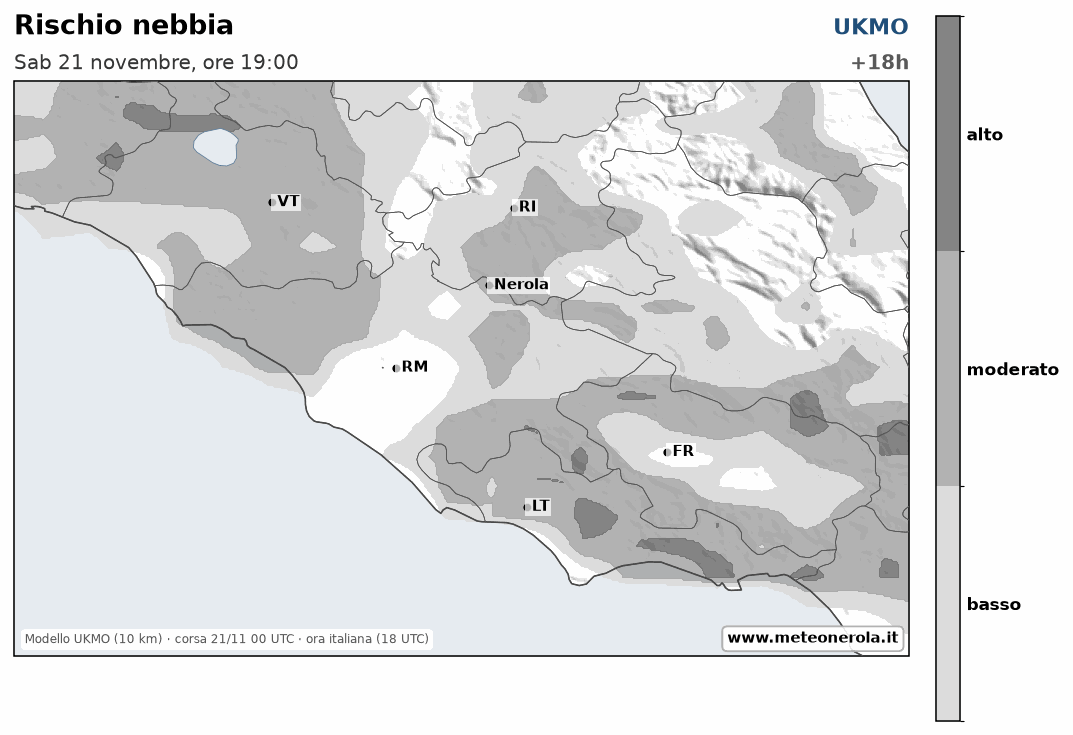 Rischio nebbia
UKMO
Sab 21 novembre, ore 19:00
+18h
alto
VT
RI
Nerola
moderato
RM
FR
LT
basso
Modello UKMO (10 km) · corsa 21/11 00 UTC · ora italiana (18 UTC)
www.meteonerola.it